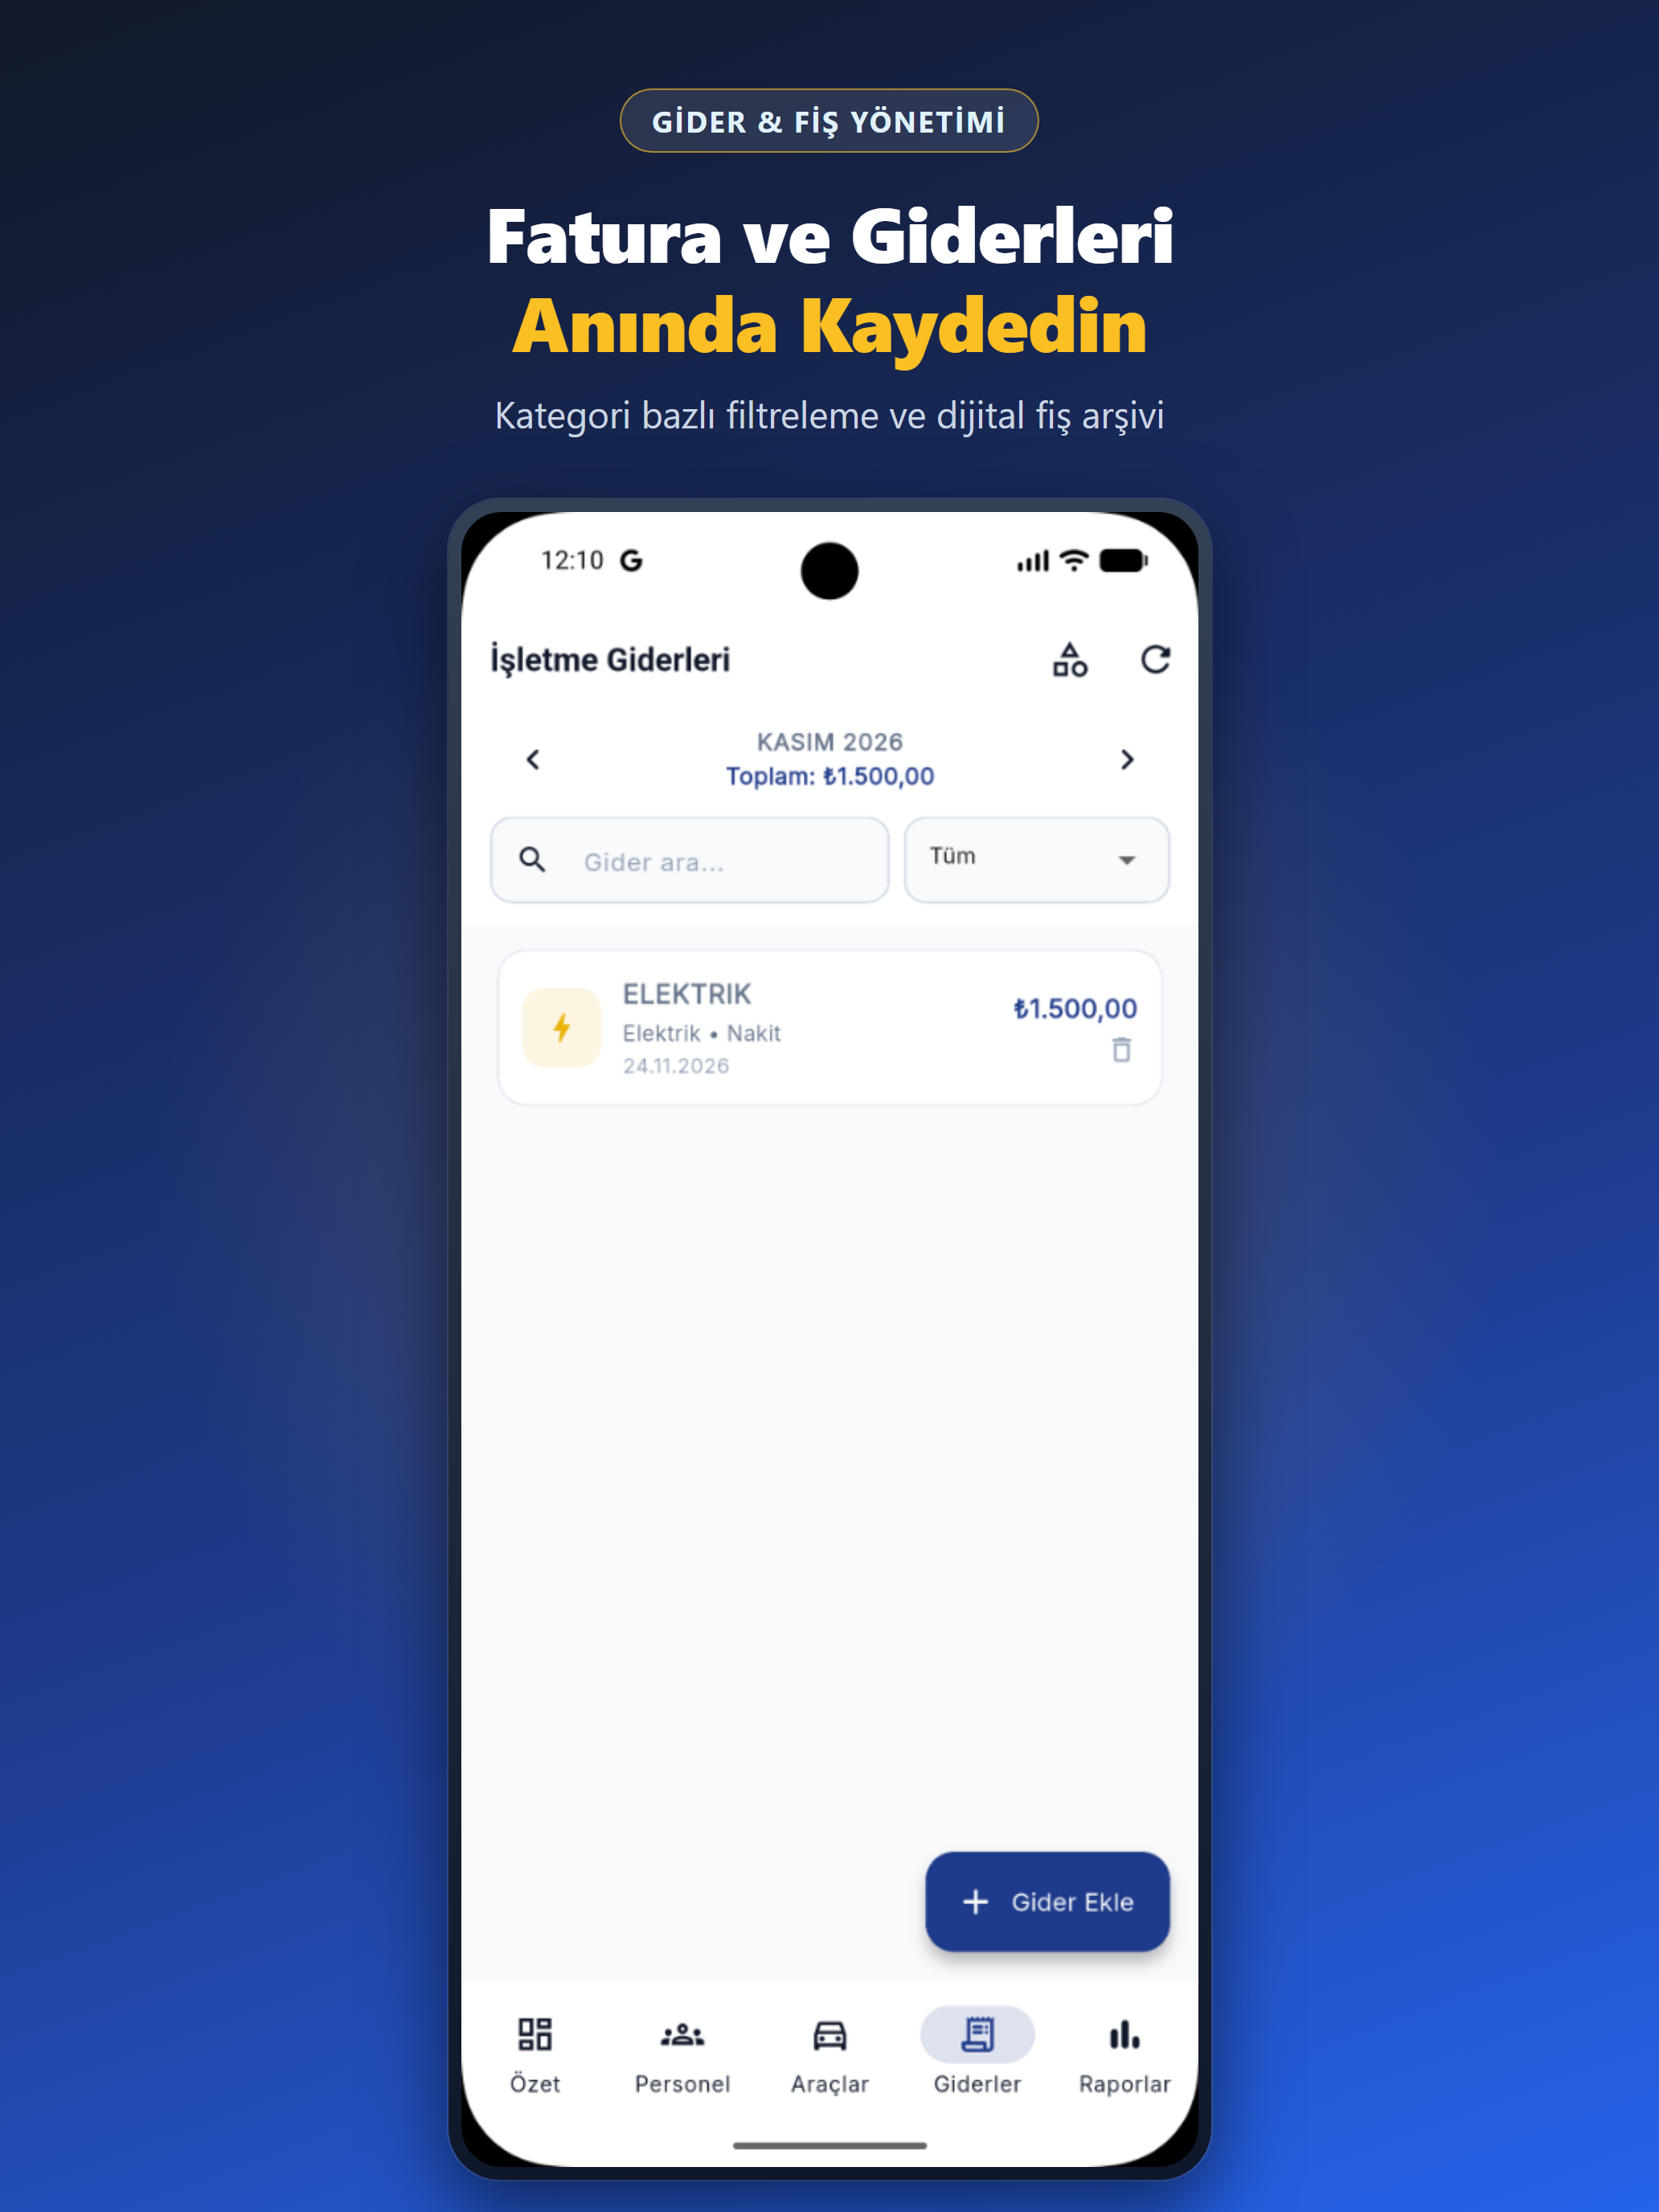 GİDER & FİŞ YÖNETİMİ
Fatura ve Giderleri
Anında Kaydedin
Kategori bazlı filtreleme ve dijital fiş arşivi
12:10 G
İşletme Giderleri
KASIM 2026
Toplam: ₺1.500,00
Gider ara...
Tüm
ELEKTRIK
₺1.500,00
Elektrik • Nakit
24.11.2026
+ Gider Ekle
Özet
Personel
Araçlar
Giderler
Raporlar